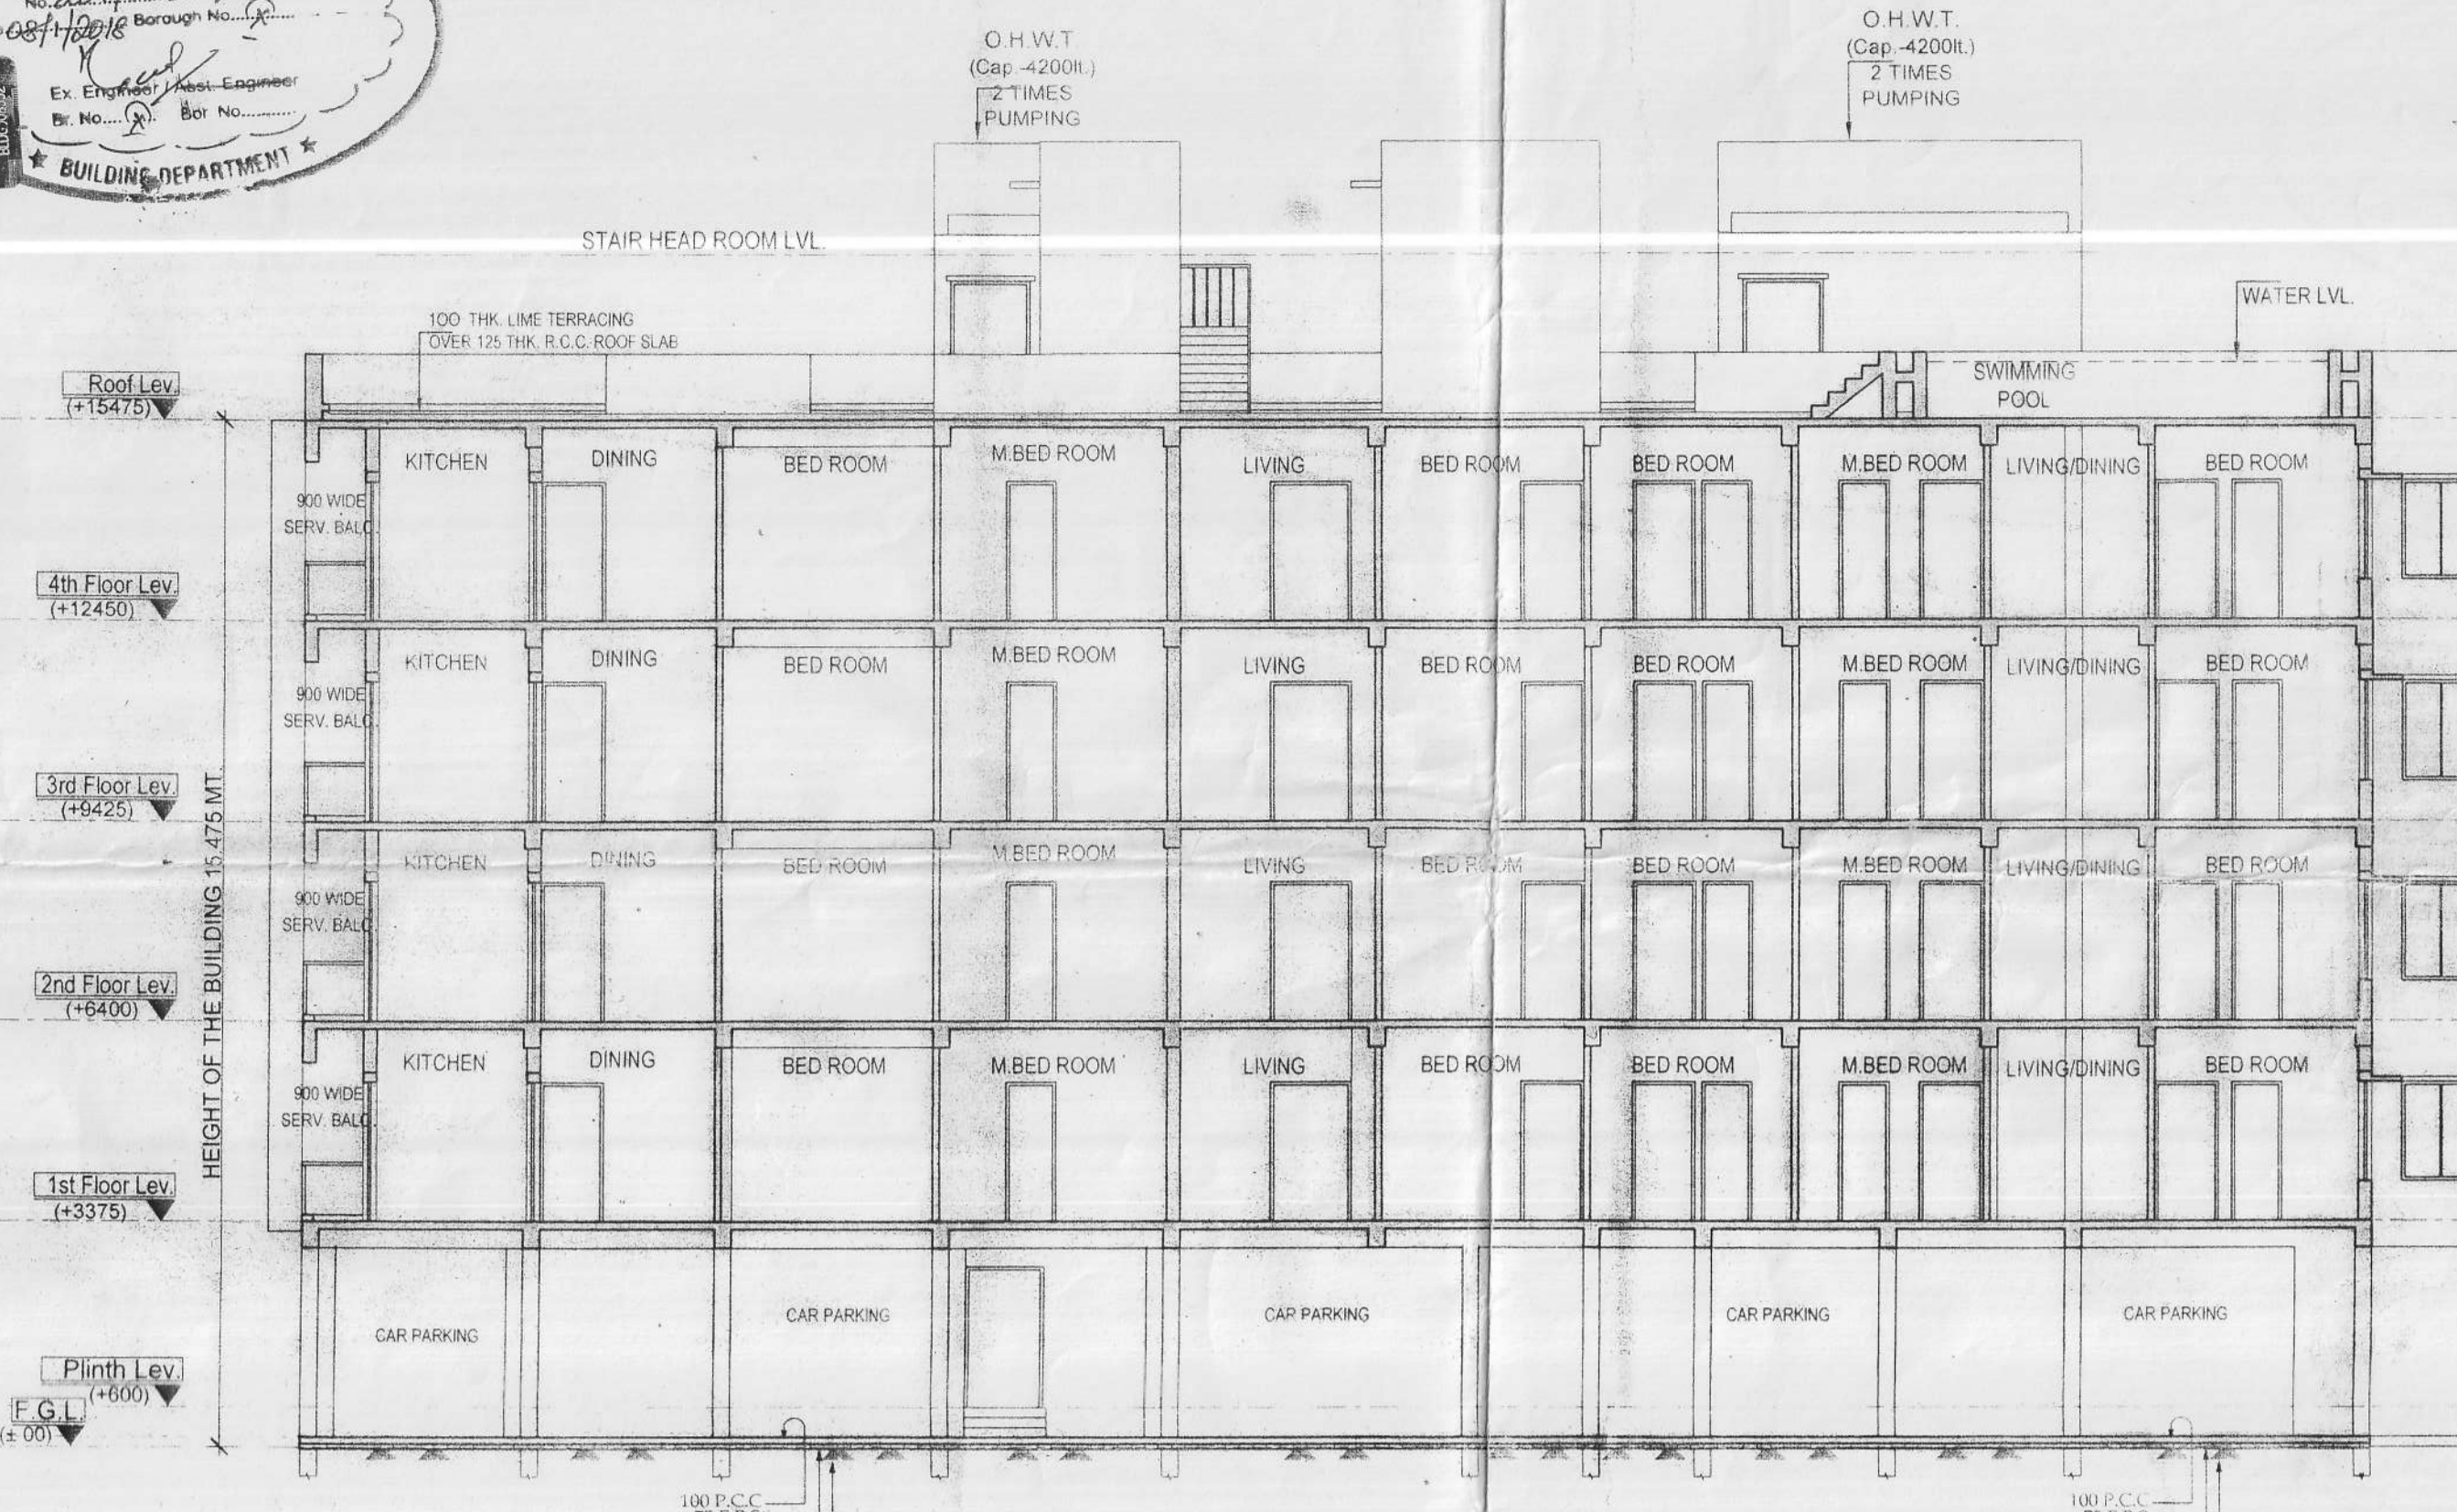 08/1/2018 Borough No....X
Ex. Engineer / Asst. Engineer
Br. No....X. Bor No...........
★ BUILDING DEPARTMENT ★
O.H.W.T
(Cap.-4200lt.)
2 TIMES
PUMPING
O.H.W.T.
(Cap.-4200lt.)
2 TIMES
PUMPING
STAIR HEAD ROOM LVL.
WATER LVL.
100 THK. LIME TERRACING
OVER 125 THK. R.C.C. ROOF SLAB
SWIMMING
POOL
Roof Lev.
(+15475)
KITCHEN DINING BED ROOM M.BED ROOM LIVING BED ROOM BED ROOM M.BED ROOM LIVING/DINING BED ROOM
900 WIDE
SERV. BALC.
4th Floor Lev.
(+12450)
KITCHEN DINING BED ROOM M.BED ROOM LIVING BED ROOM BED ROOM M.BED ROOM LIVING/DINING BED ROOM
900 WIDE
SERV. BALC.
3rd Floor Lev.
(+9425)
HEIGHT OF THE BUILDING 15.475 MT.
KITCHEN DINING BED ROOM M.BED ROOM LIVING BED ROOM BED ROOM M.BED ROOM LIVING/DINING BED ROOM
900 WIDE
SERV. BALC
2nd Floor Lev.
(+6400)
KITCHEN DINING BED ROOM M.BED ROOM LIVING BED ROOM BED ROOM M.BED ROOM LIVING/DINING BED ROOM
900 WIDE
SERV. BALC.
1st Floor Lev.
(+3375)
CAR PARKING CAR PARKING CAR PARKING CAR PARKING CAR PARKING
Plinth Lev.
(+600)
F.G.L.
(± 00)
100 P.C.C
100 P.C.C